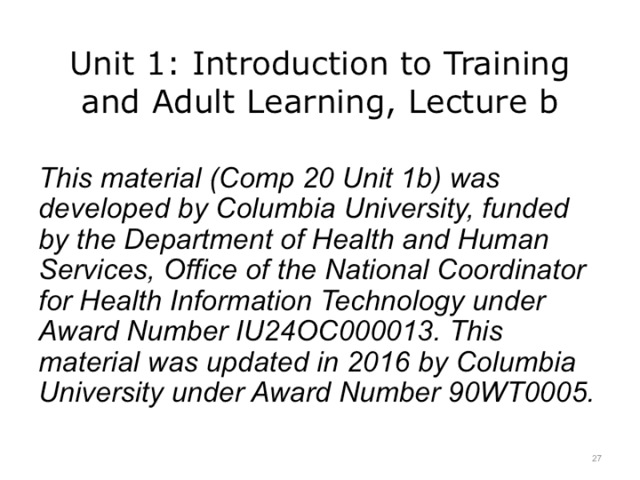 Unit 1: Introduction to Training
and Adult Learning, Lecture b
This material (Comp 20 Unit 1b) was
developed by Columbia University, funded
by the Department of Health and Human
Services, Office of the National Coordinator
for Health Information Technology under
Award Number IU24OC000013. This
material was updated in 2016 by Columbia
University under Award Number 90WT0005.
27